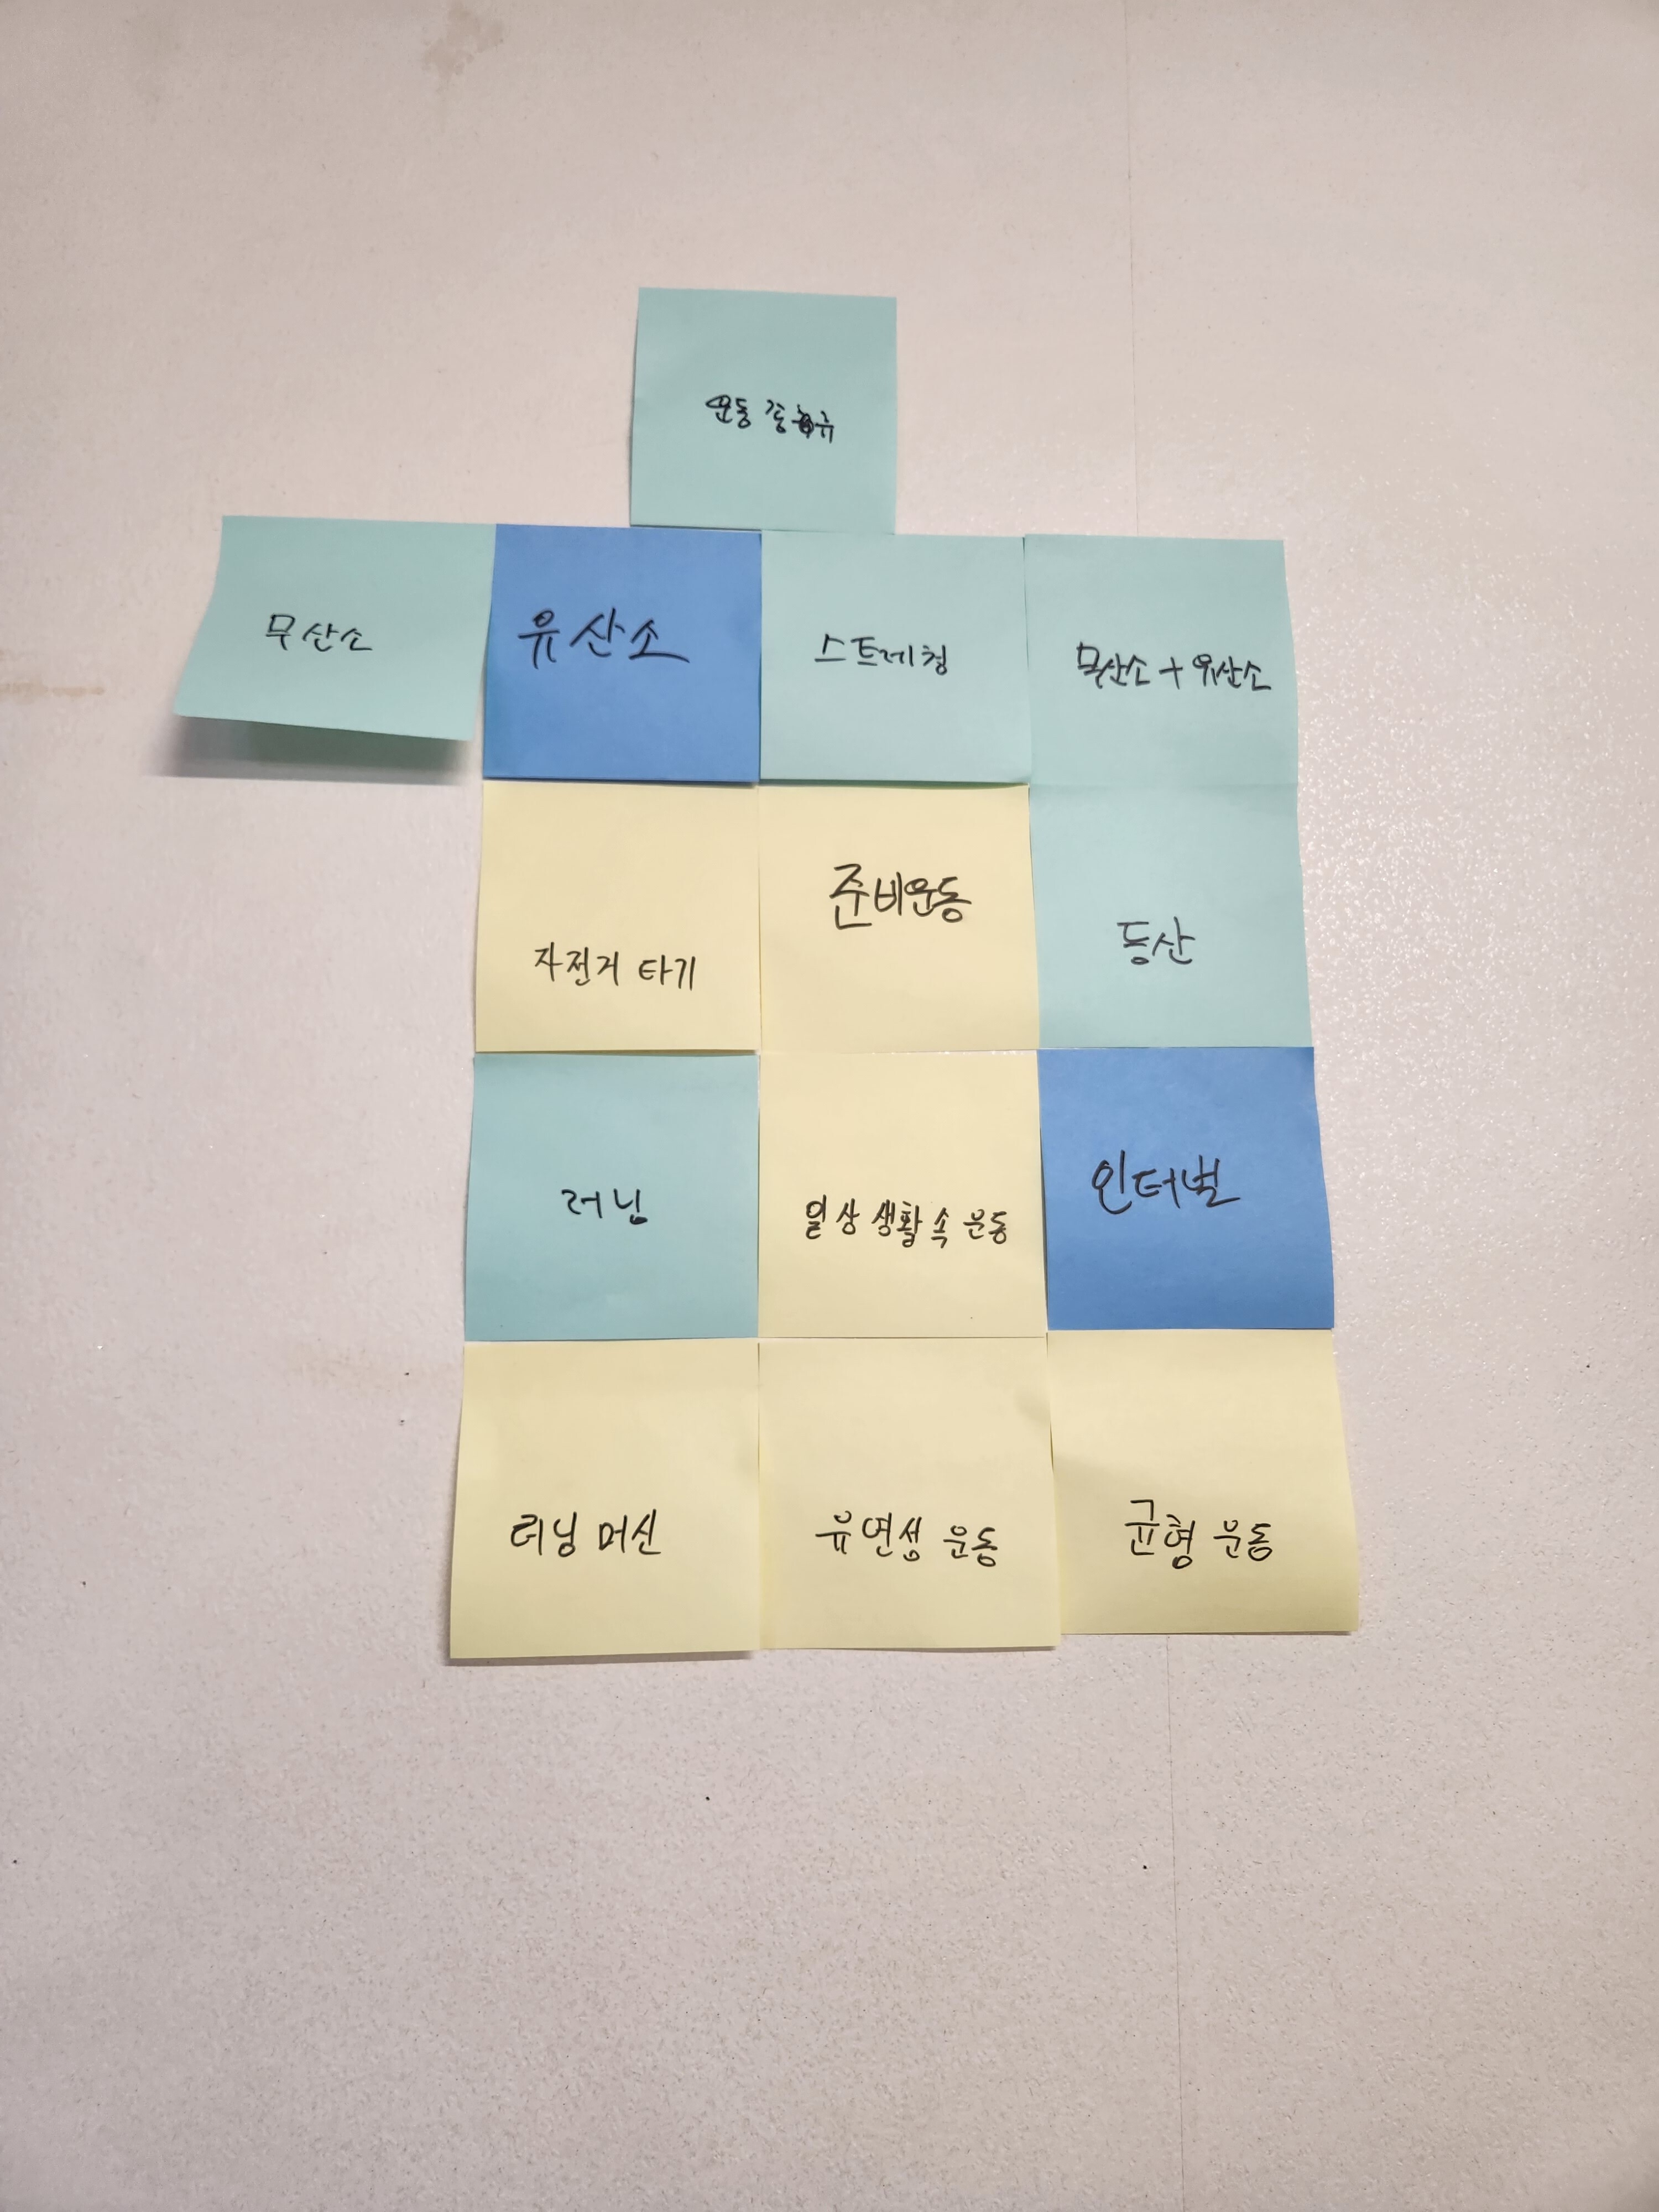 운동 종류
무산소
유산소
스트레칭
무산소 + 유산소
자전거 타기
준비운동
등산
러닝
일상 생활 속 운동
인터벌
러닝 머신
유연성 운동
균형 운동